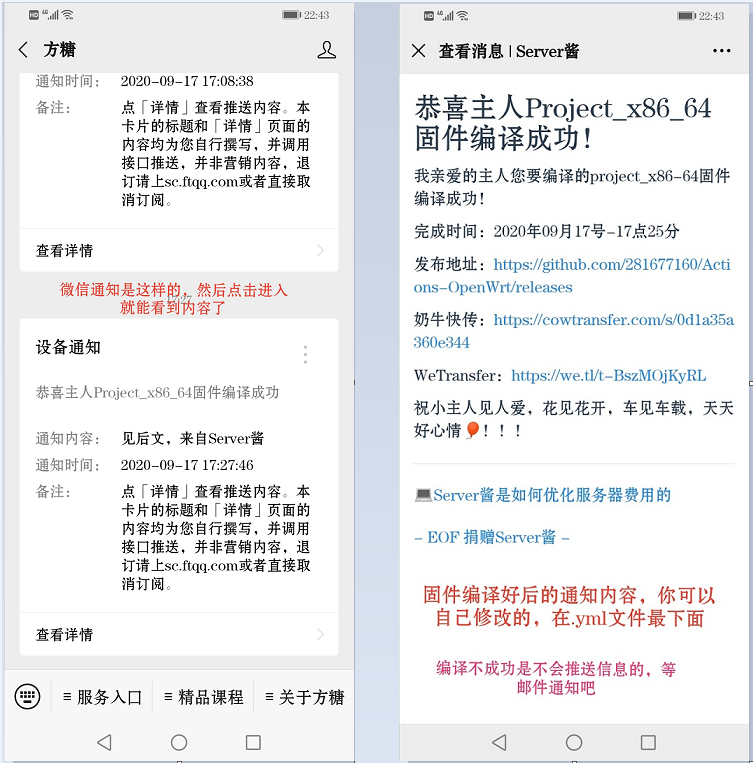 HD 4G 22:43
方糖
通知时间： 2020-09-17 17:08:38
备注： 点「详情」查看推送内容。本
卡片的标题和「详情」页面的
内容均为您自行撰写，并调用
接口推送，并非营销内容，退
订请上sc.ftqq.com或者直接取
消订阅。
查看详情
微信通知是这样的，然后点击进入
就能看到内容了
设备通知
恭喜主人Project_x86_64固件编译成功
通知内容： 见后文，来自Server酱
通知时间： 2020-09-17 17:27:46
备注： 点「详情」查看推送内容。本
卡片的标题和「详情」页面的
内容均为您自行撰写，并调用
接口推送，并非营销内容，退
订请上sc.ftqq.com或者直接取
消订阅。
查看详情
服务入口 精品课程 关于方糖
HD 4G 22:43
查看消息 | Server酱
恭喜主人Project_x86_64
固件编译成功！
我亲爱的主人您要编译的project_x86-64固件
编译成功！
完成时间：2020年09月17号-17点25分
发布地址：https://github.com/281677160/Acti
ons-OpenWrt/releases
奶牛快传：https://cowtransfer.com/s/0d1a35a
360e344
WeTransfer：https://we.tl/t-BszMOjKyRL
祝小主人见人爱，花见花开，车见车载，天天
好心情🎈！！！
💻Server酱是如何优化服务器费用的
– EOF 捐赠Server酱 –
固件编译好后的通知内容，你可以
自己修改的，在.yml文件最下面
编译不成功是不会推送信息的，等
邮件通知吧